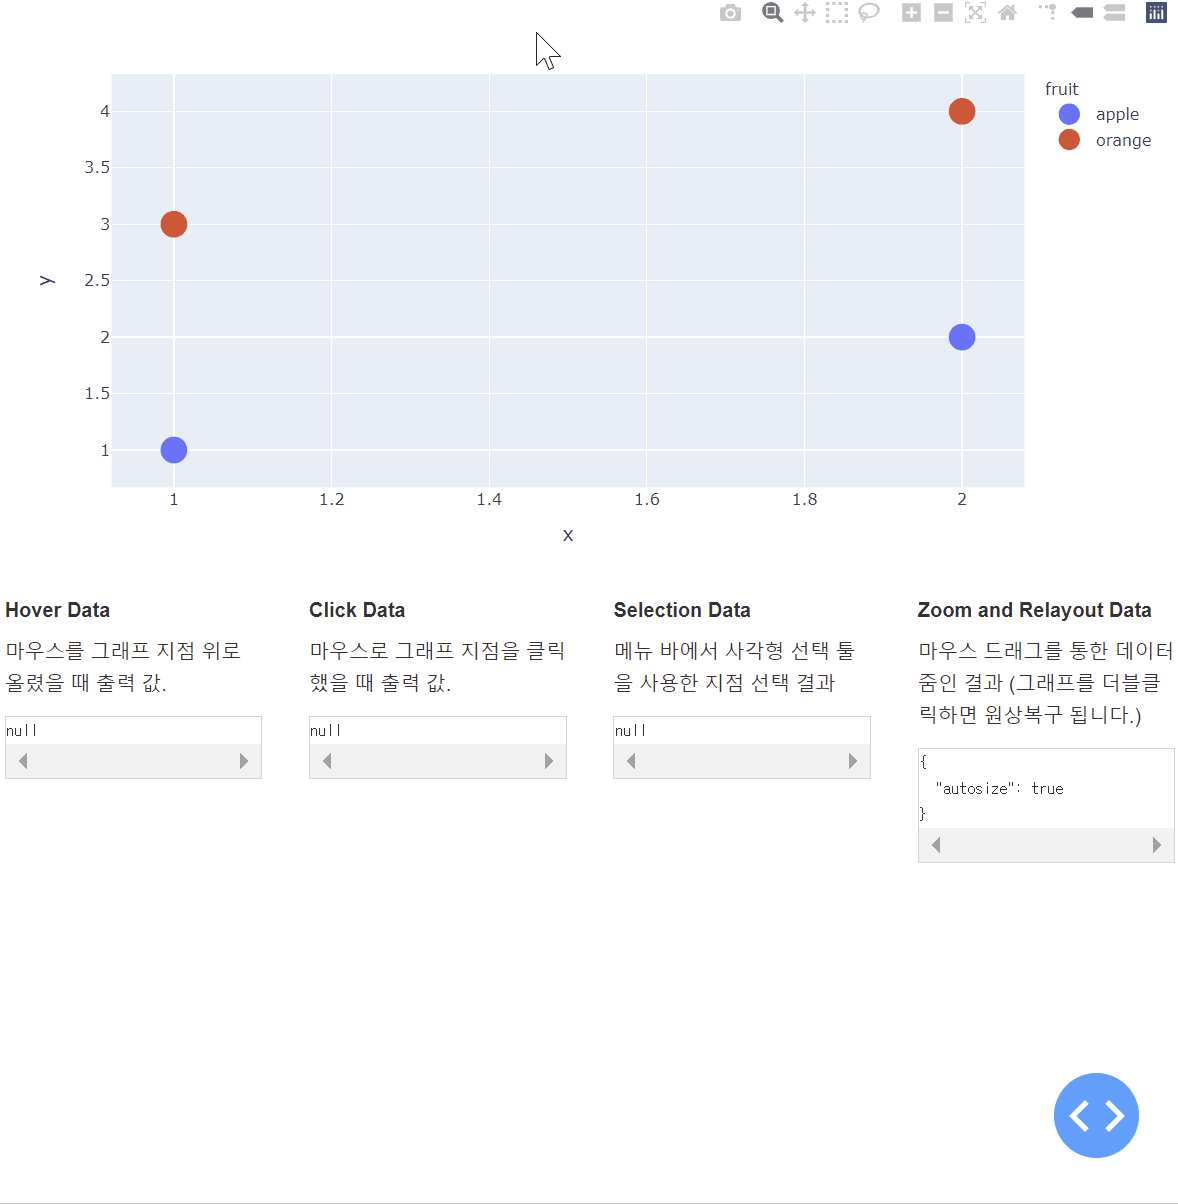 fruit
apple
orange
4
3.5
3
2.5
2
1.5
1
y
1
1.2
1.4
1.6
1.8
2
x
Hover Data
마우스를 그래프 지점 위로
올렸을 때 출력 값.
null
Click Data
마우스로 그래프 지점을 클릭
했을 때 출력 값.
null
Selection Data
메뉴 바에서 사각형 선택 툴
을 사용한 지점 선택 결과
null
Zoom and Relayout Data
마우스 드래그를 통한 데이터
줌인 결과 (그래프를 더블클
릭하면 원상복구 됩니다.)
{
"autosize": true
}